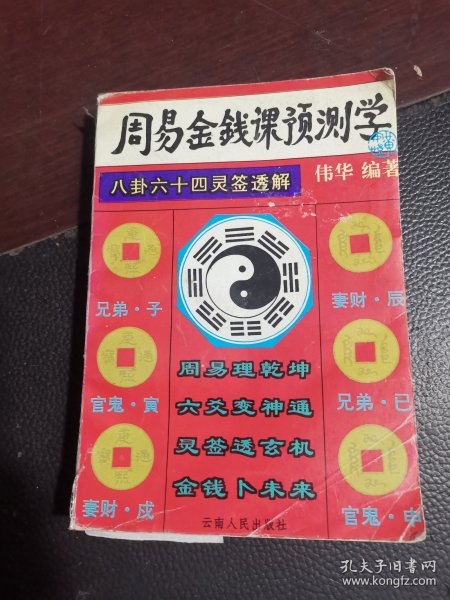 周易金銭课预测学
八卦六十四灵签透解
伟华 编著
兄弟·子
妻财·辰
官鬼·寅
兄弟·巳
妻财·戌
官鬼·申
周易理乾坤
六爻变神通
灵签透玄机
金钱卜未来
云南人民出版社
孔夫子旧书网
www.kongfz.com